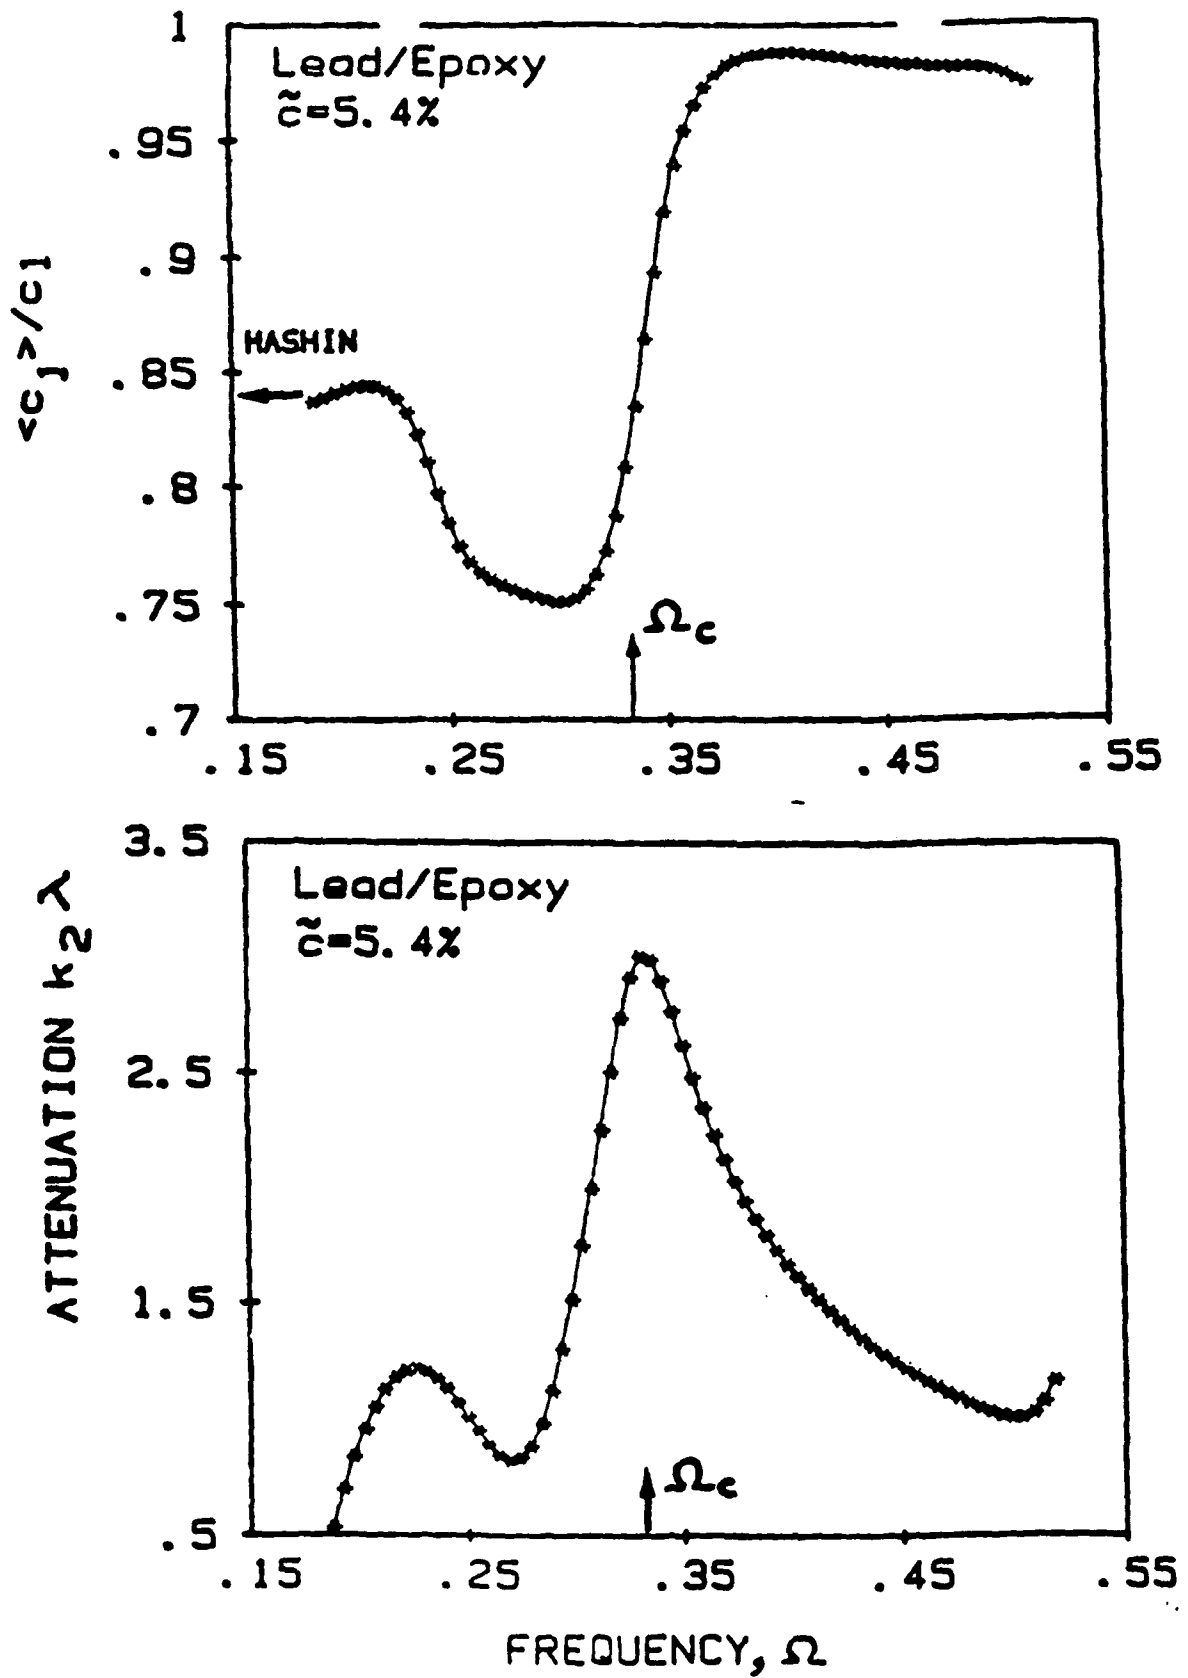 1
Lead/Epoxy
c̃=5.4%
.95
.9
<c₁>/c₁
HASHIN
.85
.8
.75
Ωc
.7
.15 .25 .35 .45 .55
3.5
Lead/Epoxy
c̃=5.4%
ATTENUATION k₂λ
2.5
1.5
Ωc
.5
.15 .25 .35 .45 .55
FREQUENCY, Ω